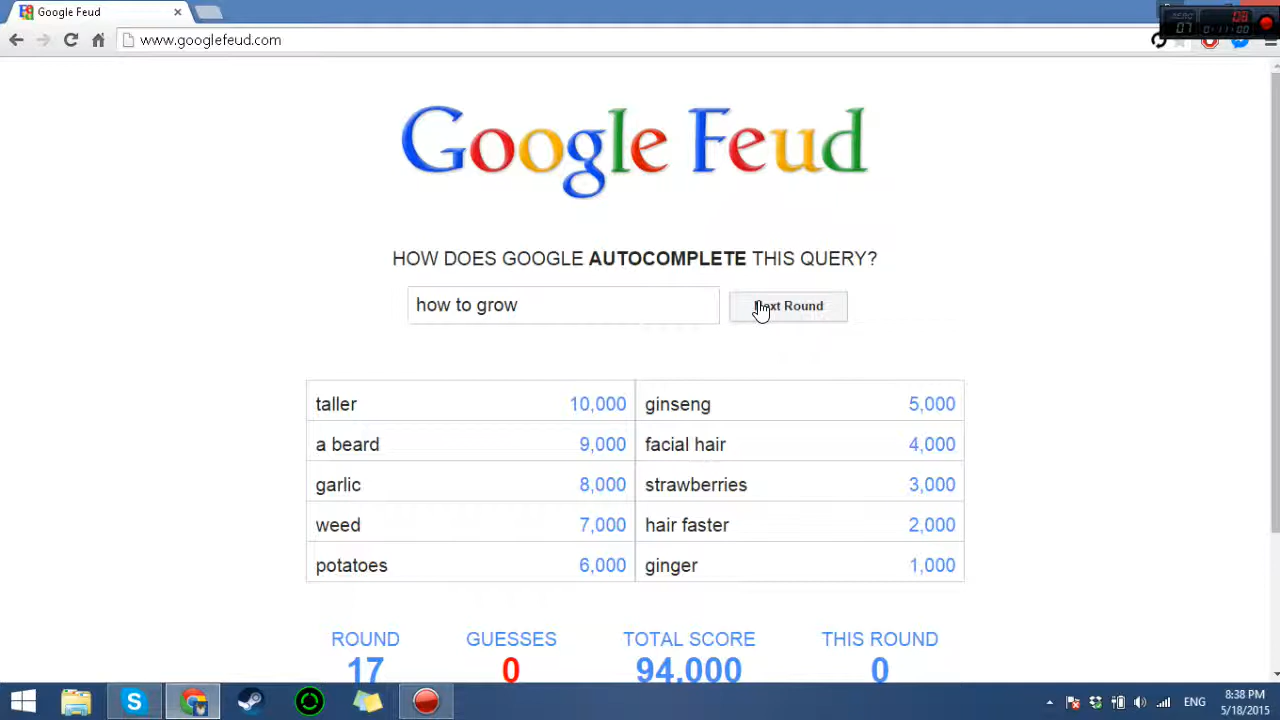 Google Feud
www.googlefeud.com
Google Feud
HOW DOES GOOGLE AUTOCOMPLETE THIS QUERY?
how to grow
Next Round
taller 10,000 ginseng 5,000
a beard 9,000 facial hair 4,000
garlic 8,000 strawberries 3,000
weed 7,000 hair faster 2,000
potatoes 6,000 ginger 1,000
ROUND GUESSES TOTAL SCORE THIS ROUND
17 0 94,000 0
ENG
8:38 PM
5/18/2015